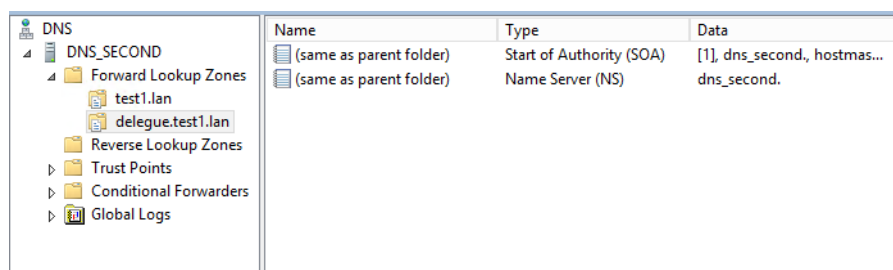 DNS
DNS_SECOND
Forward Lookup Zones
test1.lan
delegue.test1.lan
Reverse Lookup Zones
Trust Points
Conditional Forwarders
Global Logs
Name Type Data
(same as parent folder) Start of Authority (SOA) [1], dns_second., hostmas...
(same as parent folder) Name Server (NS) dns_second.